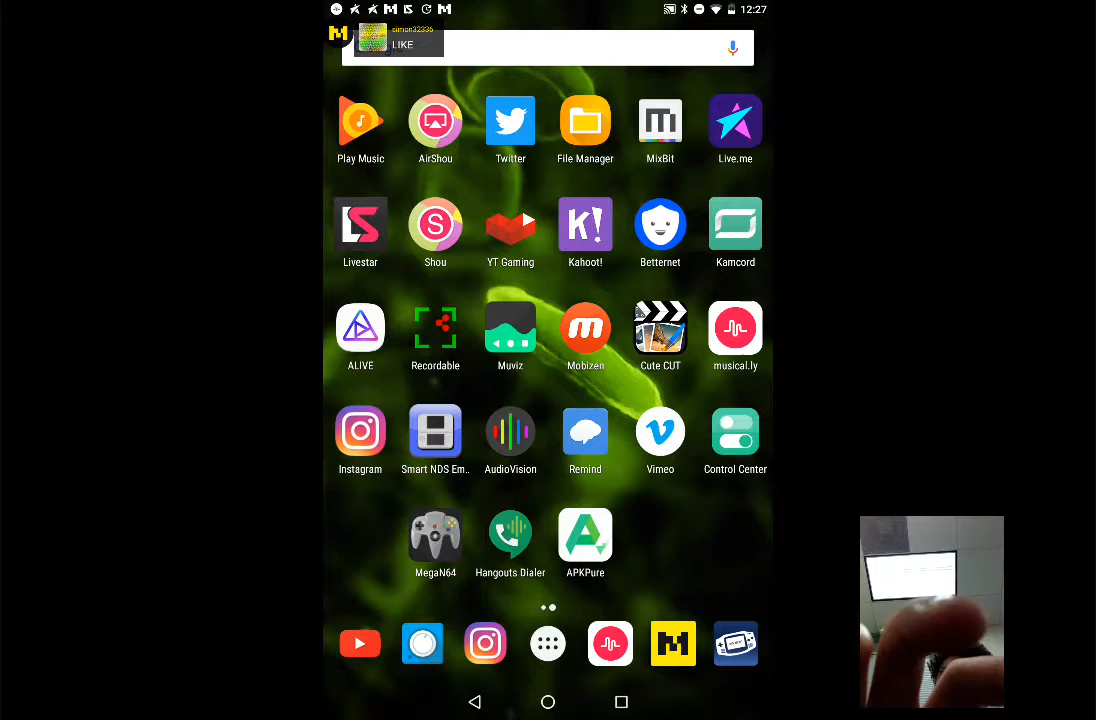 12:27
simon32336
LIKE
Play Music
AirShou
Twitter
File Manager
MixBit
Live.me
Livestar
Shou
YT Gaming
Kahoot!
Betternet
Kamcord
ALIVE
Recordable
Muviz
Mobizen
Cute CUT
musical.ly
Instagram
Smart NDS Em..
AudioVision
Remind
Vimeo
Control Center
MegaN64
Hangouts Dialer
APKPure